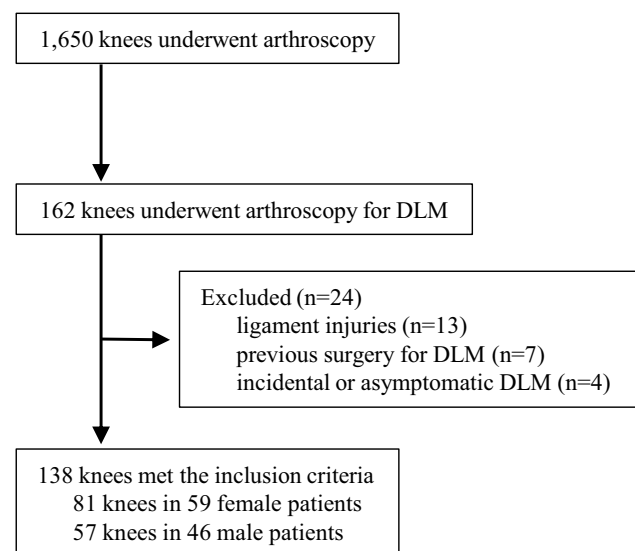 1,650 knees underwent arthroscopy
162 knees underwent arthroscopy for DLM
Excluded (n=24)
ligament injuries (n=13)
previous surgery for DLM (n=7)
incidental or asymptomatic DLM (n=4)
138 knees met the inclusion criteria
81 knees in 59 female patients
57 knees in 46 male patients